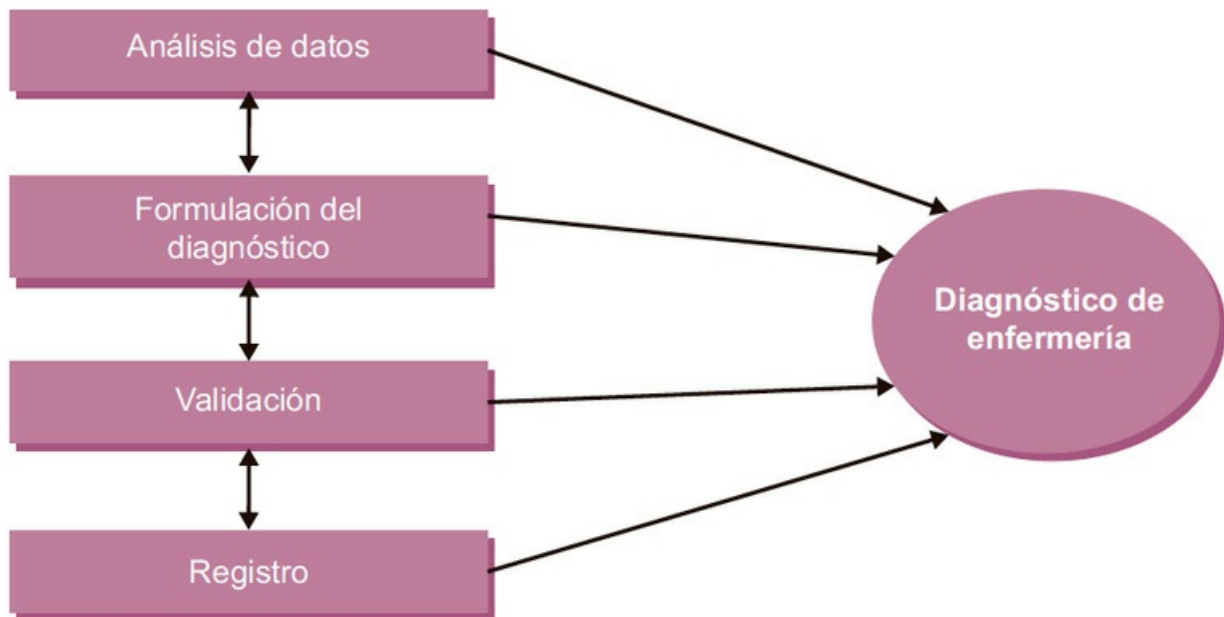 Análisis de datos
Formulación del
diagnóstico
Validación
Registro
Diagnóstico de
enfermería